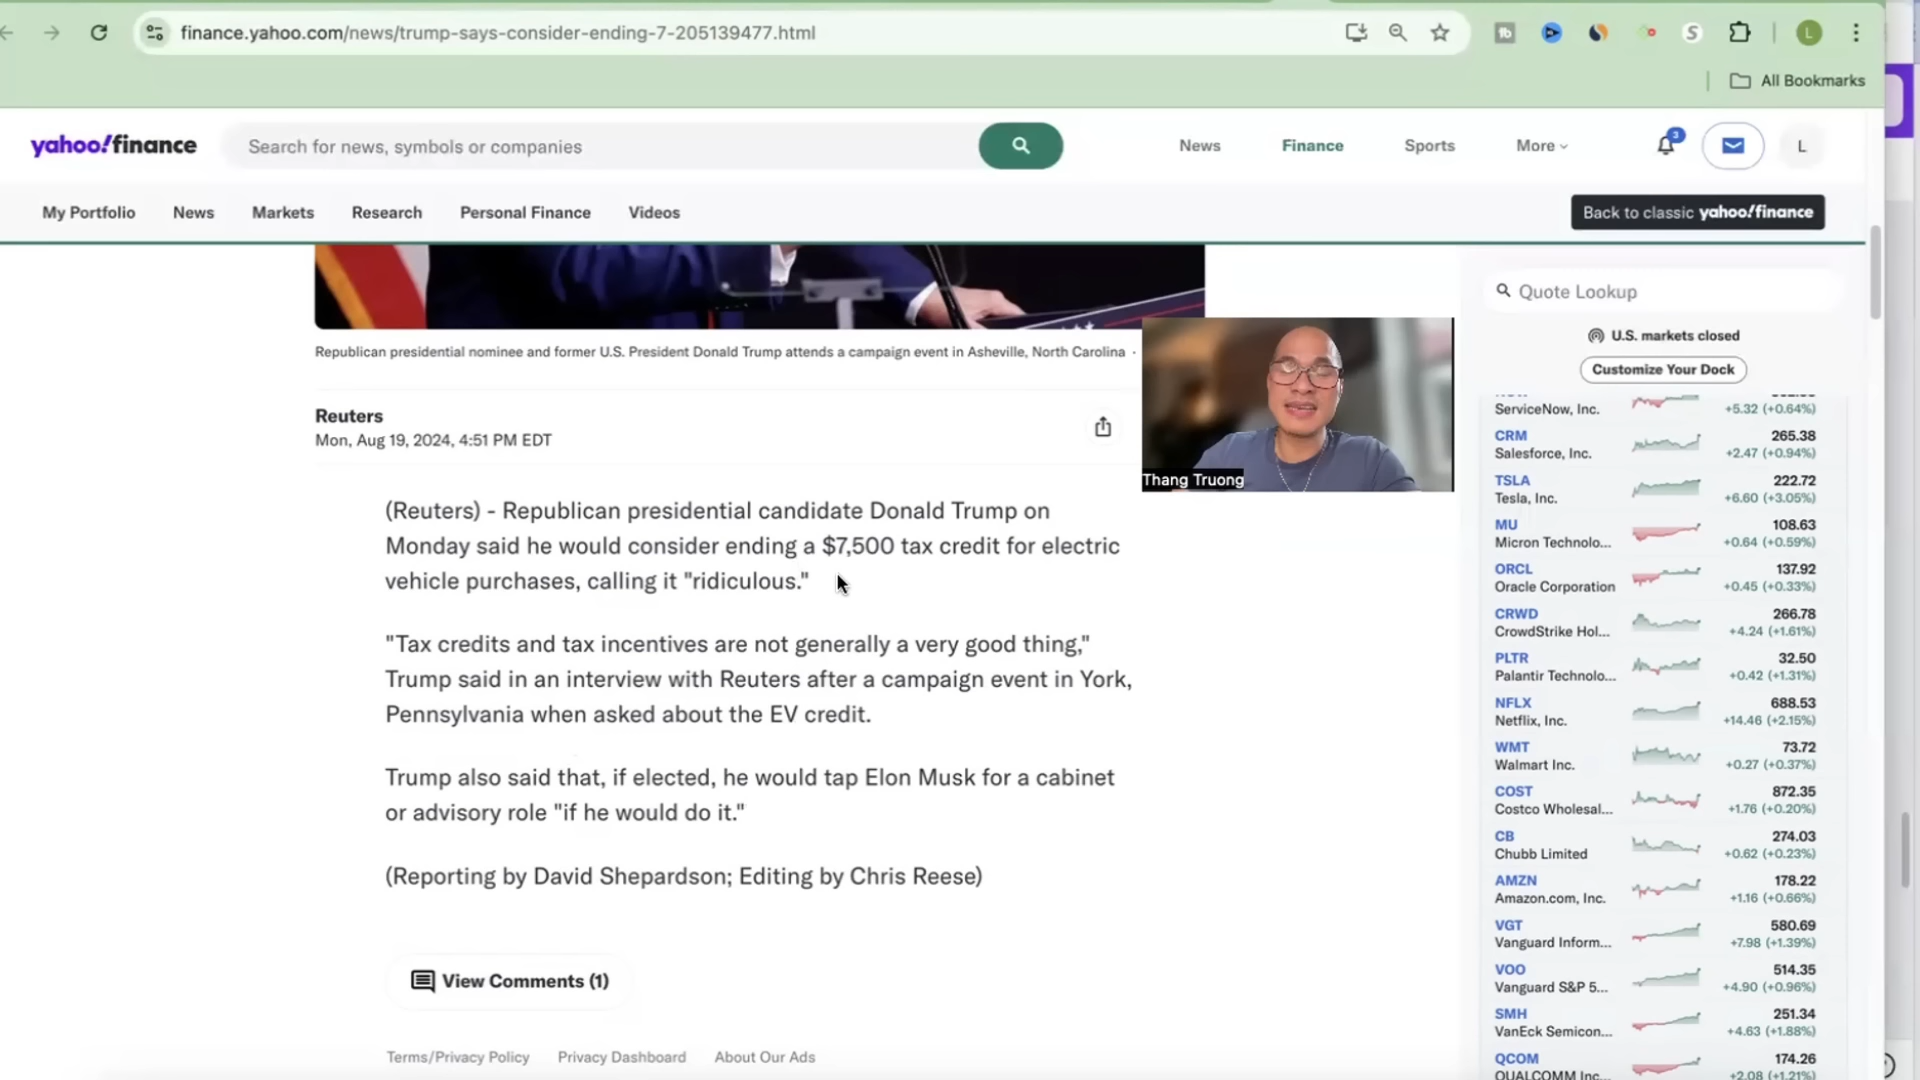 finance.yahoo.com/news/trump-says-consider-ending-7-205139477.html
tb
S
L
All Bookmarks
yahoo!finance
Search for news, symbols or companies
News
Finance
Sports
More
3
L
My Portfolio
News
Markets
Research
Personal Finance
Videos
Back to classic yahoo!finance
Republican presidential nominee and former U.S. President Donald Trump attends a campaign event in Asheville, North Carolina ·
Reuters
Mon, Aug 19, 2024, 4:51 PM EDT
Thang Truong
(Reuters) - Republican presidential candidate Donald Trump on
Monday said he would consider ending a $7,500 tax credit for electric
vehicle purchases, calling it "ridiculous."
"Tax credits and tax incentives are not generally a very good thing,"
Trump said in an interview with Reuters after a campaign event in York,
Pennsylvania when asked about the EV credit.
Trump also said that, if elected, he would tap Elon Musk for a cabinet
or advisory role "if he would do it."
(Reporting by David Shepardson; Editing by Chris Reese)
View Comments (1)
Terms/Privacy Policy
Privacy Dashboard
About Our Ads
Quote Lookup
U.S. markets closed
Customize Your Dock
ServiceNow, Inc. +5.32 (+0.64%)
CRM 265.38
Salesforce, Inc. +2.47 (+0.94%)
TSLA 222.72
Tesla, Inc. +6.60 (+3.05%)
MU 108.63
Micron Technolo... +0.64 (+0.59%)
ORCL 137.92
Oracle Corporation +0.45 (+0.33%)
CRWD 266.78
CrowdStrike Hol... +4.24 (+1.61%)
PLTR 32.50
Palantir Technolo... +0.42 (+1.31%)
NFLX 688.53
Netflix, Inc. +14.46 (+2.15%)
WMT 73.72
Walmart Inc. +0.27 (+0.37%)
COST 872.35
Costco Wholesal... +1.76 (+0.20%)
CB 274.03
Chubb Limited +0.62 (+0.23%)
AMZN 178.22
Amazon.com, Inc. +1.16 (+0.66%)
VGT 580.69
Vanguard Inform... +7.98 (+1.39%)
VOO 514.35
Vanguard S&P 5... +4.90 (+0.96%)
SMH 251.34
VanEck Semicon... +4.63 (+1.88%)
QCOM 174.26
QUALCOMM Inc... +2.08 (+1.21%)